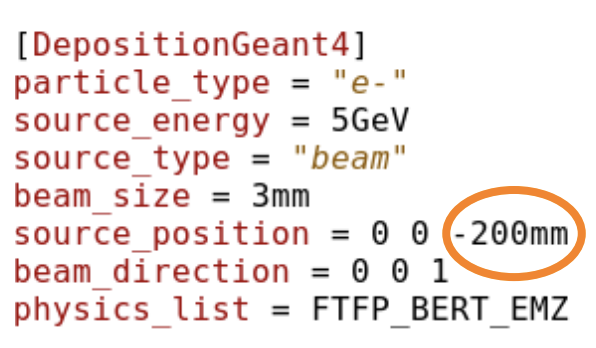 [DepositionGeant4]
particle_type = "e-"
source_energy = 5GeV
source_type = "beam"
beam_size = 3mm
source_position = 0 0 -200mm
beam_direction = 0 0 1
physics_list = FTFP_BERT_EMZ